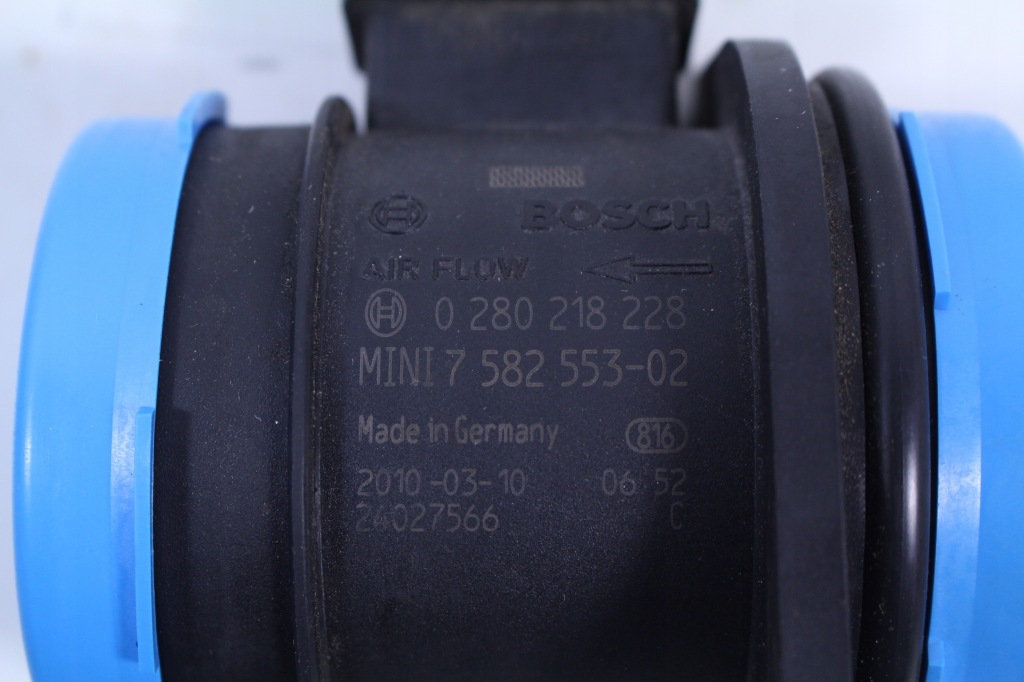 BOSCH
AIR FLOW
0 280 218 228
MINI 7 582 553-02
Made in Germany 816
2010-03-10 06:52
24027566 C